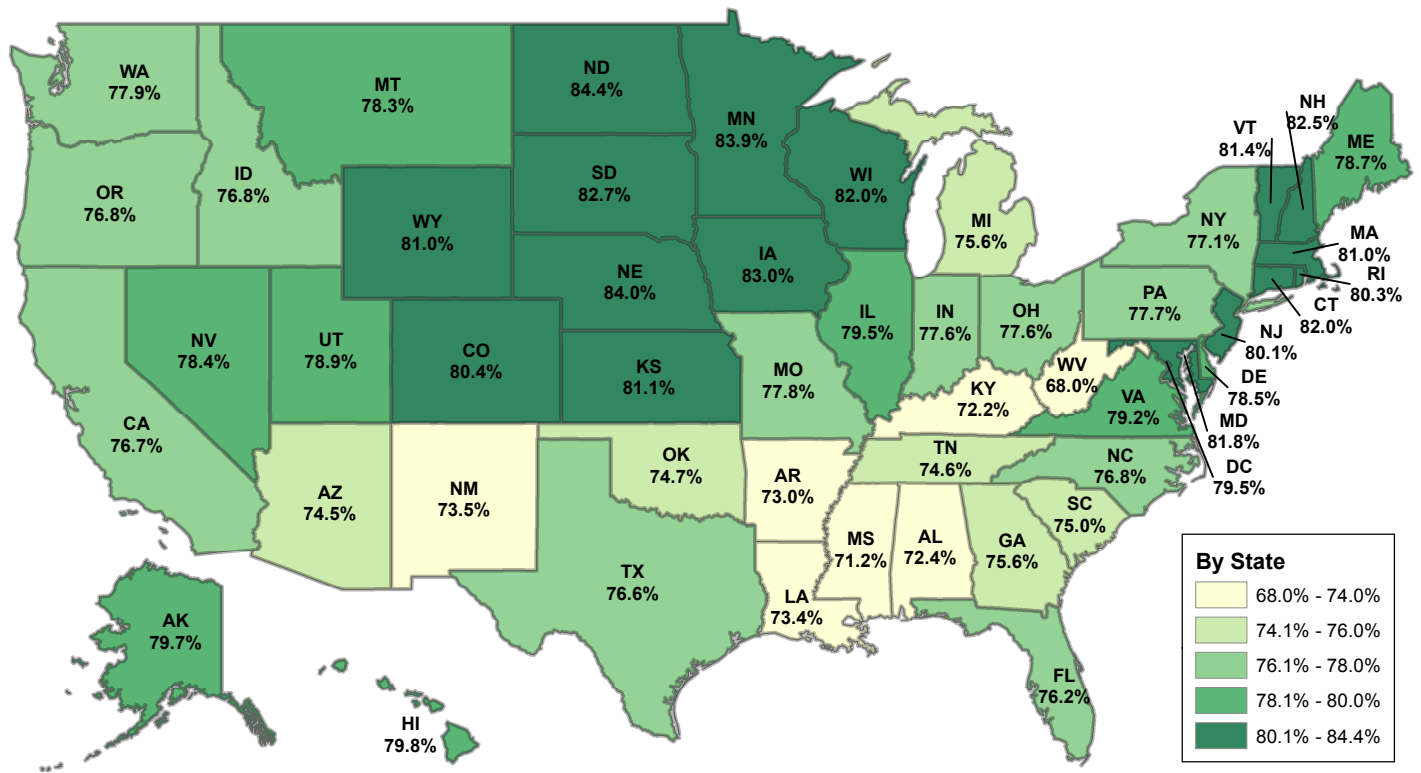 WA
77.9%
MT
78.3%
ND
84.4%
MN
83.9%
NH
82.5%
VT
81.4%
ME
78.7%
OR
76.8%
ID
76.8%
SD
82.7%
WI
82.0%
WY
81.0%
MI
75.6%
NY
77.1%
MA
81.0%
RI
80.3%
IA
83.0%
NE
84.0%
PA
77.7%
CT
82.0%
NV
78.4%
UT
78.9%
CO
80.4%
KS
81.1%
IL
79.5%
IN
77.6%
OH
77.6%
NJ
80.1%
MO
77.8%
WV
68.0%
DE
78.5%
KY
72.2%
VA
79.2%
MD
81.8%
CA
76.7%
TN
74.6%
NC
76.8%
DC
79.5%
OK
74.7%
AR
73.0%
AZ
74.5%
NM
73.5%
SC
75.0%
MS
71.2%
AL
72.4%
GA
75.6%
TX
76.6%
LA
73.4%
AK
79.7%
HI
79.8%
FL
76.2%
By State
68.0% - 74.0%
74.1% - 76.0%
76.1% - 78.0%
78.1% - 80.0%
80.1% - 84.4%